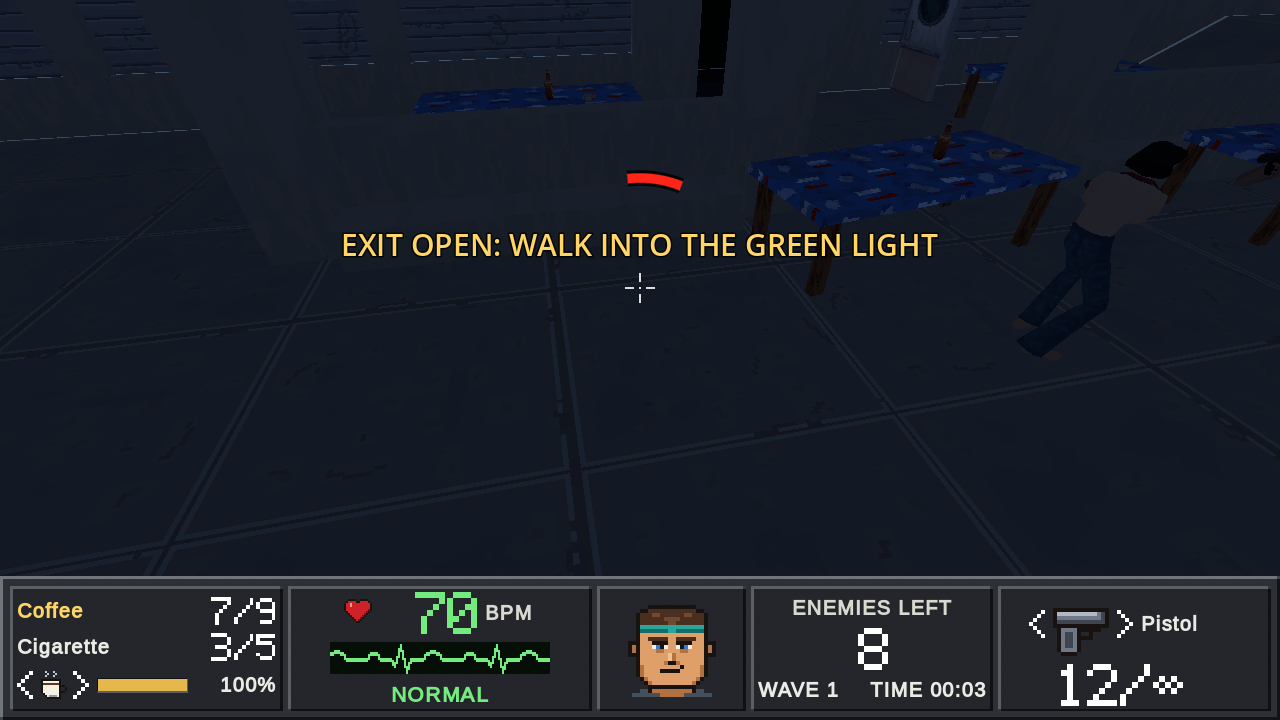 EXIT OPEN: WALK INTO THE GREEN LIGHT
Coffee 7/9
Cigarette 3/5
100%
70 BPM
NORMAL
ENEMIES LEFT
8
WAVE 1 TIME 00:03
Pistol
12/∞